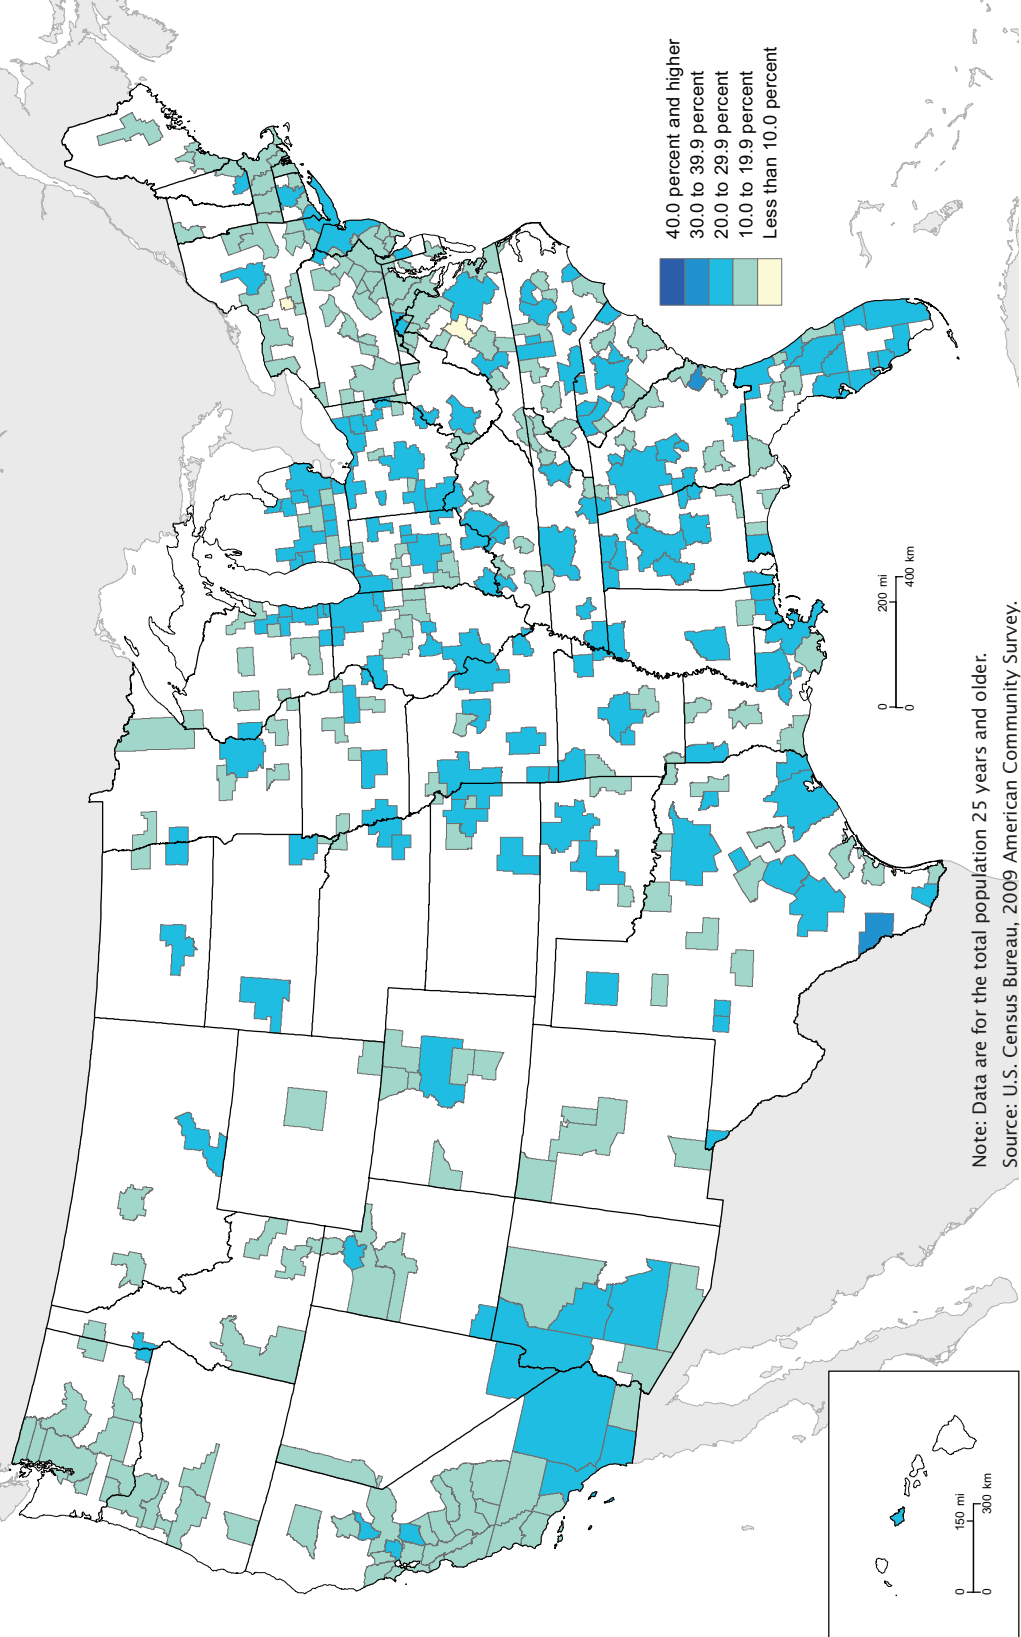 40.0 percent and higher
30.0 to 39.9 percent
20.0 to 29.9 percent
10.0 to 19.9 percent
Less than 10.0 percent
0 200 mi
0 400 km
0 150 mi
0 300 km
Note: Data are for the total population 25 years and older.
Source: U.S. Census Bureau, 2009 American Community Survey.